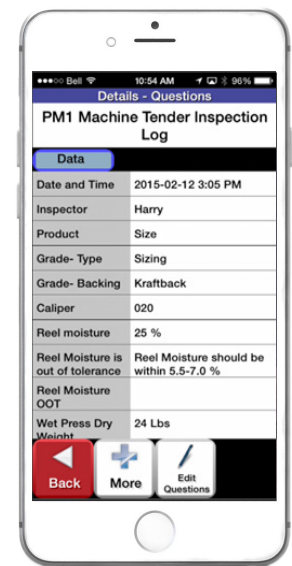 ●●●○○ Bell 10:54 AM 96%
Details - Questions
PM1 Machine Tender Inspection
Log
Data
Date and Time 2015-02-12 3:05 PM
Inspector Harry
Product Size
Grade- Type Sizing
Grade- Backing Kraftback
Caliper 020
Reel moisture 25 %
Reel Moisture is Reel Moisture should be
out of tolerance within 5.5-7.0 %
Reel Moisture
OOT
Wet Press Dry 24 Lbs
Weight
Back More Edit
Questions